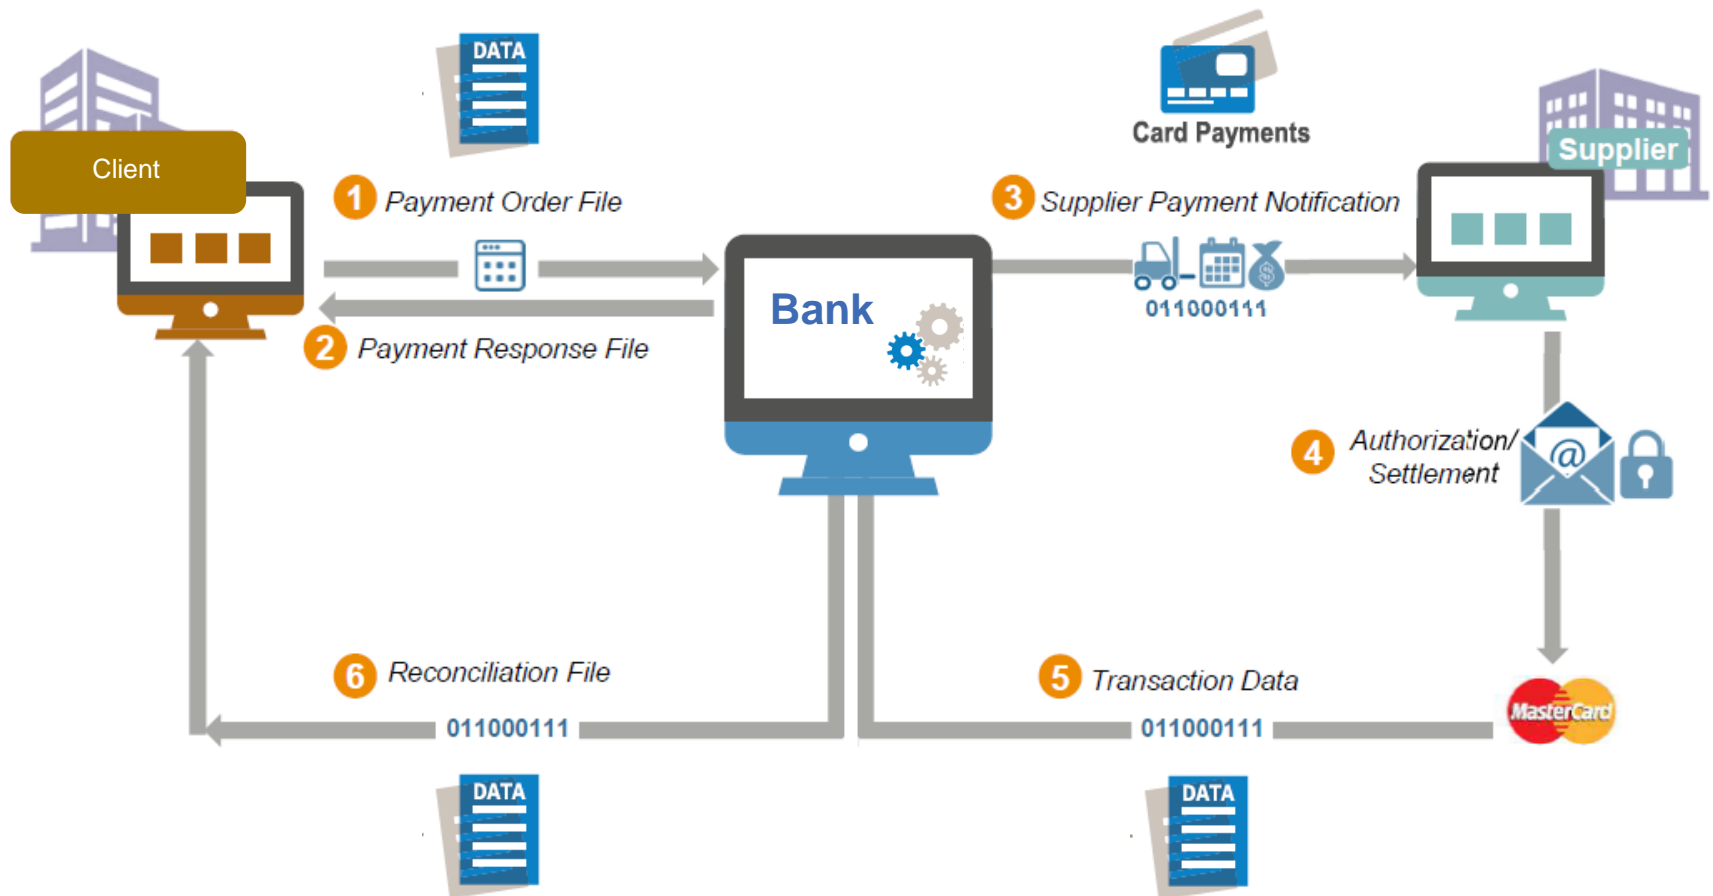 DATA
Card Payments
Client
Supplier
1 Payment Order File
3 Supplier Payment Notification
011000111
Bank
2 Payment Response File
4 Authorization/
Settlement
@
6 Reconciliation File
5 Transaction Data
011000111
011000111
MasterCard
DATA
DATA